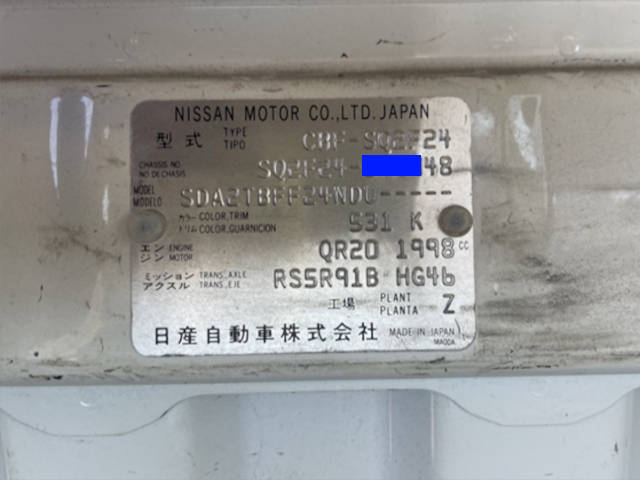 NISSAN MOTOR CO.,LTD.JAPAN
型式 TYPE TIPO CBF-SQ2F24
CHASSIS NO. NO DE CHASSIS SQ2F24-48
MODEL MODELO SDA2TBFF24NDU-----
カラー COLOR,TRIM トリム COLOR,GUARNICION 531 K
エンジン ENGINE MOTOR QR20 1998 CC
ミッション アクスル TRANS.AXLE TRANS.EJE RS5R91B HG46
工場 PLANT PLANTA Z
日産自動車株式会社 MADE IN JAPAN